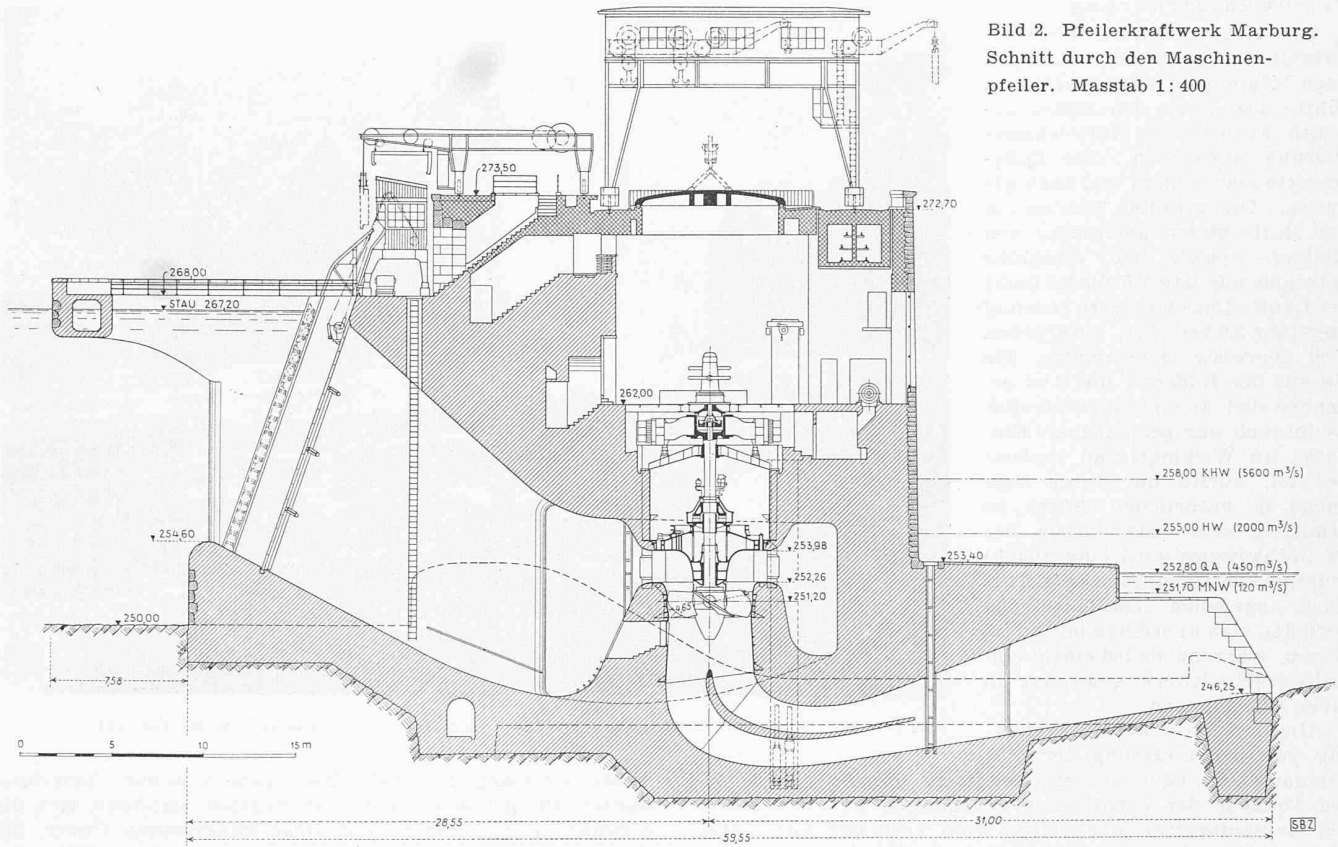 Bild 2. Pfeilerkraftwerk Marburg.
Schnitt durch den Maschinen-
pfeiler. Masstab 1 : 400
273,50
272,70
268,00
STAU 267,20
262,00
258,00 KHW (5600 m³/s)
255,00 HW (2000 m³/s)
254,60
253,98
253,40
252,80 QA (450 m³/s)
252,26
251,70 MNW (120 m³/s)
251,20
465
250,00
758
246,25
0 5 10 15 m
28,55
31,00
59,55
SBZ